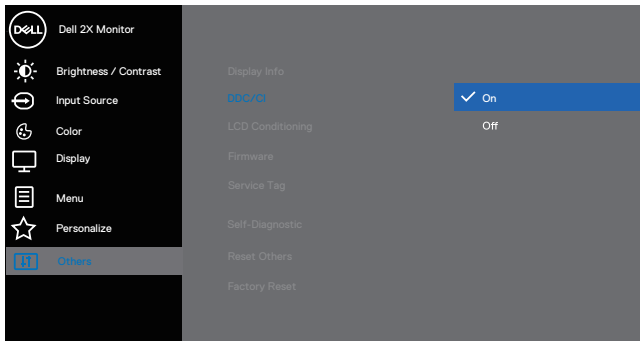 DELL
Dell 2X Monitor
Brightness / Contrast
Input Source
Color
Display
Menu
Personalize
Others
Display Info
DDC/CI
LCD Conditioning
Firmware
Service Tag
Self-Diagnostic
Reset Others
Factory Reset
On
Off